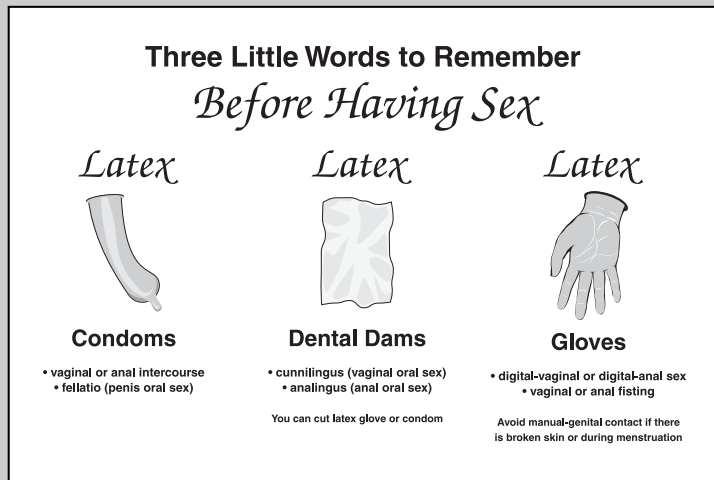 Three Little Words to Remember
Before Having Sex
Latex
Condoms
• vaginal or anal intercourse
• fellatio (penis oral sex)
Latex
Dental Dams
• cunnilingus (vaginal oral sex)
• analingus (anal oral sex)
You can cut latex glove or condom
Latex
Gloves
• digital-vaginal or digital-anal sex
• vaginal or anal fisting
Avoid manual-genital contact if there
is broken skin or during menstruation